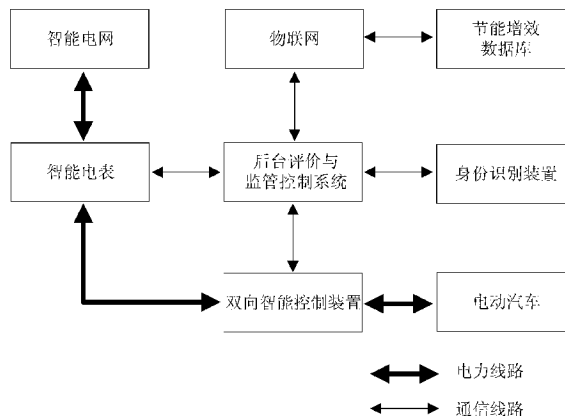 智能电网
物联网
节能增效
数据库
智能电表
后台评价与
监管控制系统
身份识别装置
双向智能控制装置
电动汽车
电力线路
通信线路